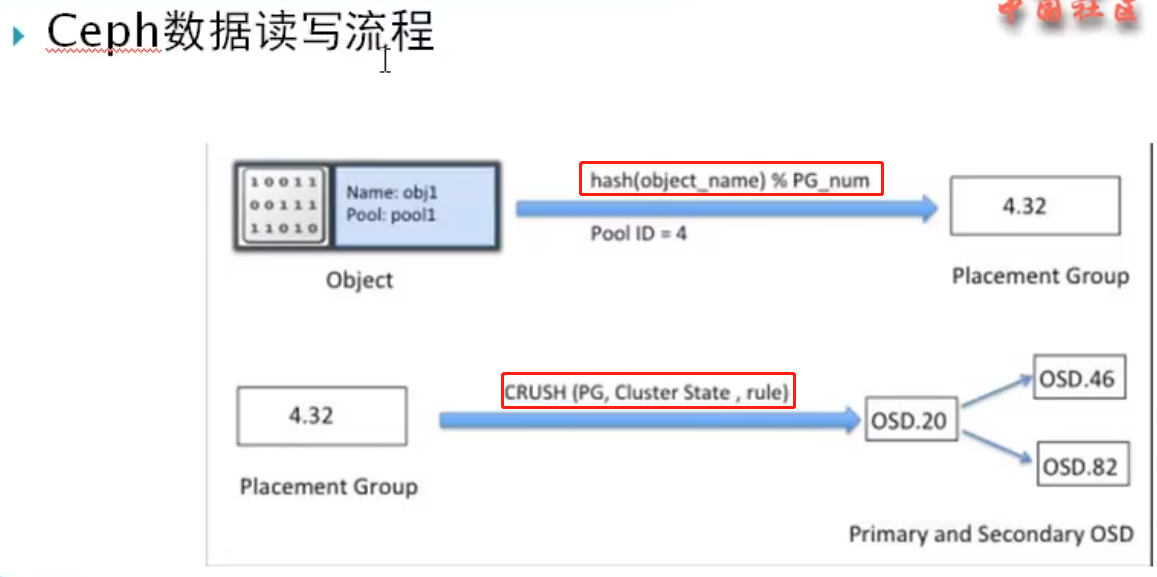 中国社区
Ceph数据读写流程
10011
00111
11010
Name: obj1
Pool: pool1
Object
hash(object_name) % PG_num
Pool ID = 4
4.32
Placement Group
4.32
Placement Group
CRUSH (PG, Cluster State , rule)
OSD.20
OSD.46
OSD.82
Primary and Secondary OSD